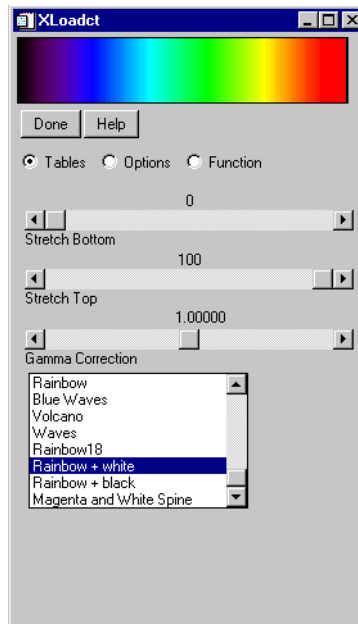 XLoadct
Done Help
Tables Options Function
0
Stretch Bottom
100
Stretch Top
1.00000
Gamma Correction
Rainbow
Blue Waves
Volcano
Waves
Rainbow18
Rainbow + white
Rainbow + black
Magenta and White Spine